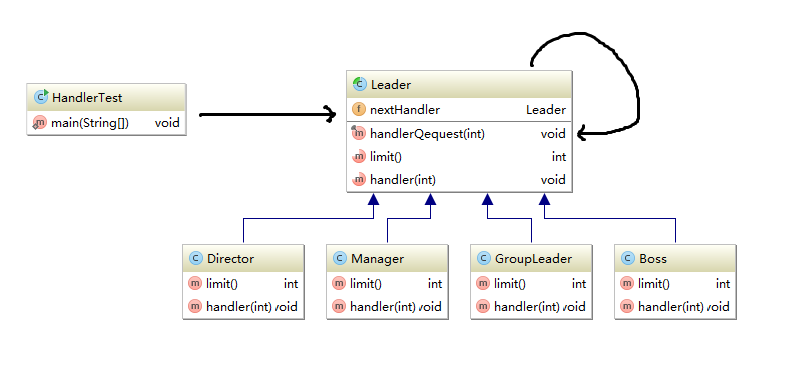 HandlerTest
main(String[]) void
Leader
nextHandler Leader
handlerQequest(int) void
limit() int
handler(int) void
Director
limit() int
handler(int) void
Manager
limit() int
handler(int) void
GroupLeader
limit() int
handler(int) void
Boss
limit() int
handler(int) void